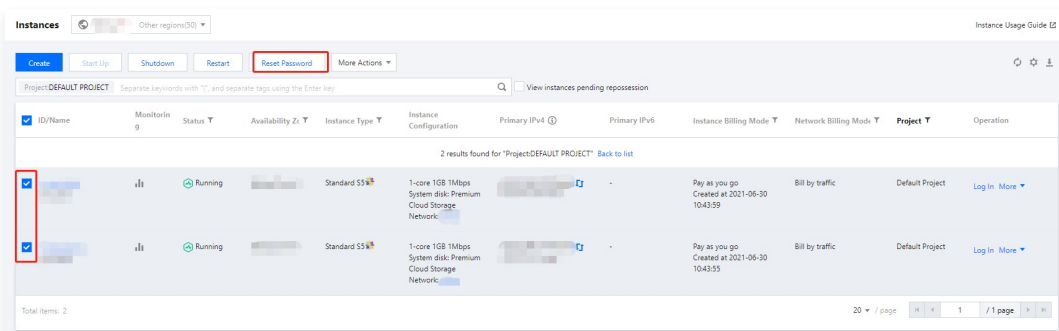 Instances Other regions(50) Instance Usage Guide
Create Start Up Shutdown Restart Reset Password More Actions
Project:DEFAULT PROJECT Separate keywords with "|", and separate tags using the Enter key View instances pending repossession
ID/Name Monitorin
g Status Availability Zc Instance Type Instance
Configuration Primary IPv4 Primary IPv6 Instance Billing Mode Network Billing Mode Project Operation
2 results found for "Project:DEFAULT PROJECT" Back to list
Running Standard S5 1-core 1GB 1Mbps - Pay as you go Bill by traffic Default Project Log In More
System disk: Premium Created at 2021-06-30
Cloud Storage 10:43:59
Network:
Running Standard S5 1-core 1GB 1Mbps - Pay as you go Bill by traffic Default Project Log In More
System disk: Premium Created at 2021-06-30
Cloud Storage 10:43:55
Network:
Total items: 2 20 / page 1 / 1 page